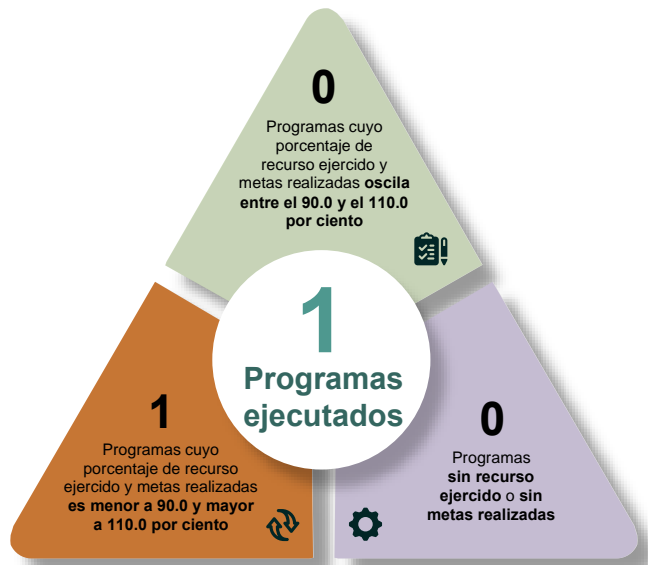 0
Programas cuyo
porcentaje de
recurso ejercido y
metas realizadas oscila
entre el 90.0 y el 110.0
por ciento
1
Programas
ejecutados
1
Programas cuyo
porcentaje de recurso
ejercido y metas realizadas
es menor a 90.0 y mayor
a 110.0 por ciento
0
Programas
sin recurso
ejercido o sin
metas realizadas